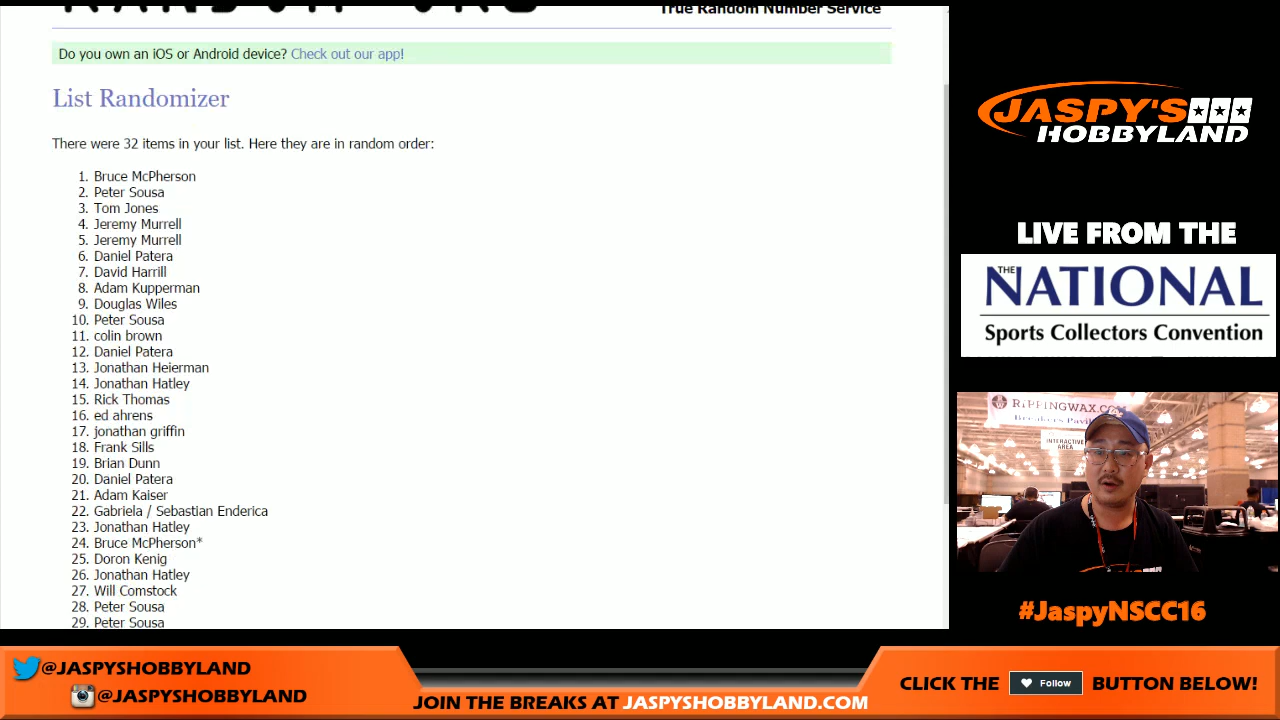 RANDOM.ORG
True Random Number Service
Do you own an iOS or Android device? Check out our app!
List Randomizer
There were 32 items in your list. Here they are in random order:
1. Bruce McPherson
2. Peter Sousa
3. Tom Jones
4. Jeremy Murrell
5. Jeremy Murrell
6. Daniel Patera
7. David Harrill
8. Adam Kupperman
9. Douglas Wiles
10. Peter Sousa
11. colin brown
12. Daniel Patera
13. Jonathan Heierman
14. Jonathan Hatley
15. Rick Thomas
16. ed ahrens
17. jonathan griffin
18. Frank Sills
19. Brian Dunn
20. Daniel Patera
21. Adam Kaiser
22. Gabriela / Sebastian Enderica
23. Jonathan Hatley
24. Bruce McPherson*
25. Doron Kenig
26. Jonathan Hatley
27. Will Comstock
28. Peter Sousa
29. Peter Sousa
JASPY'S
HOBBYLAND
LIVE FROM THE
THE NATIONAL
Sports Collectors Convention
RIPPINGWAX.COM
Breakers Pavilion
INTERACTIVE
AREA
#JaspyNSCC16
@JASPYSHOBBYLAND
@JASPYSHOBBYLAND
JOIN THE BREAKS AT JASPYSHOBBYLAND.COM
CLICK THE Follow BUTTON BELOW!